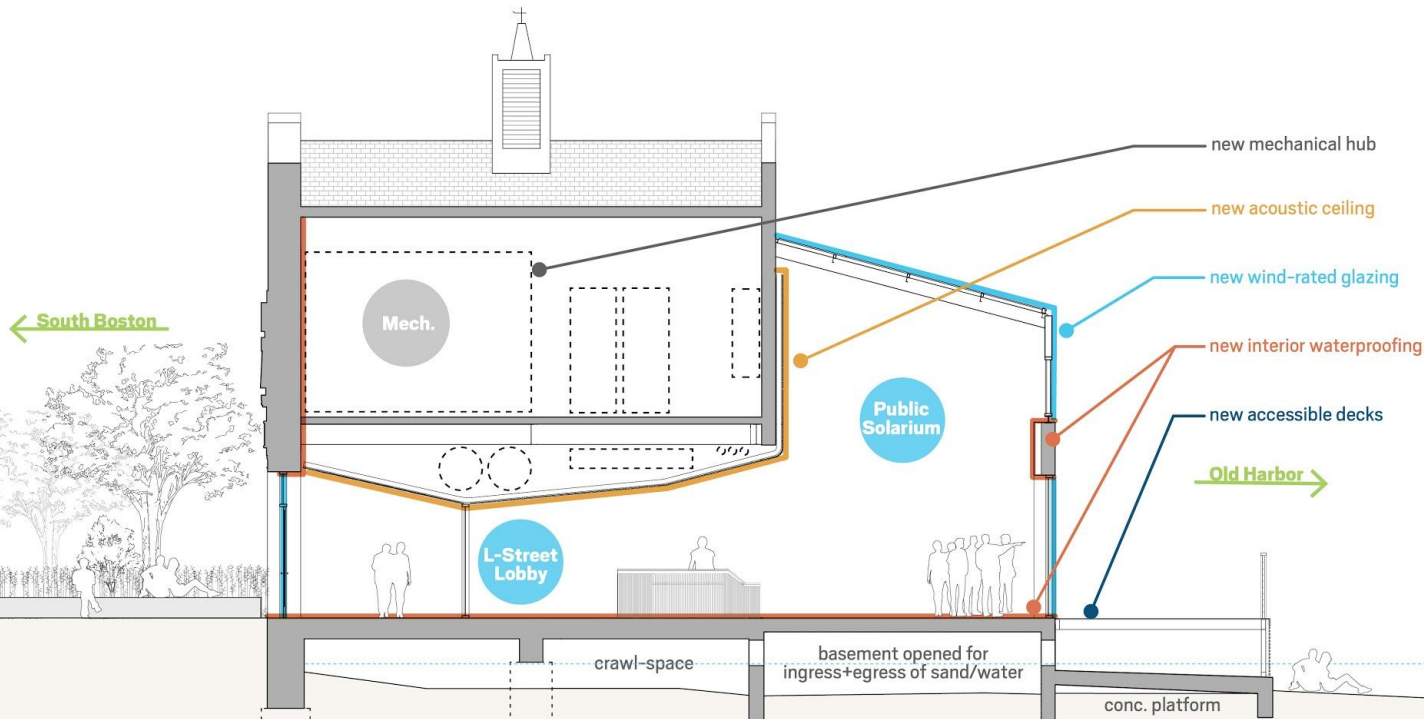 new mechanical hub
new acoustic ceiling
new wind-rated glazing
South Boston
Mech.
new interior waterproofing
Public
Solarium
new accessible decks
Old Harbor
L-Street
Lobby
crawl-space
basement opened for
ingress+egress of sand/water
conc. platform